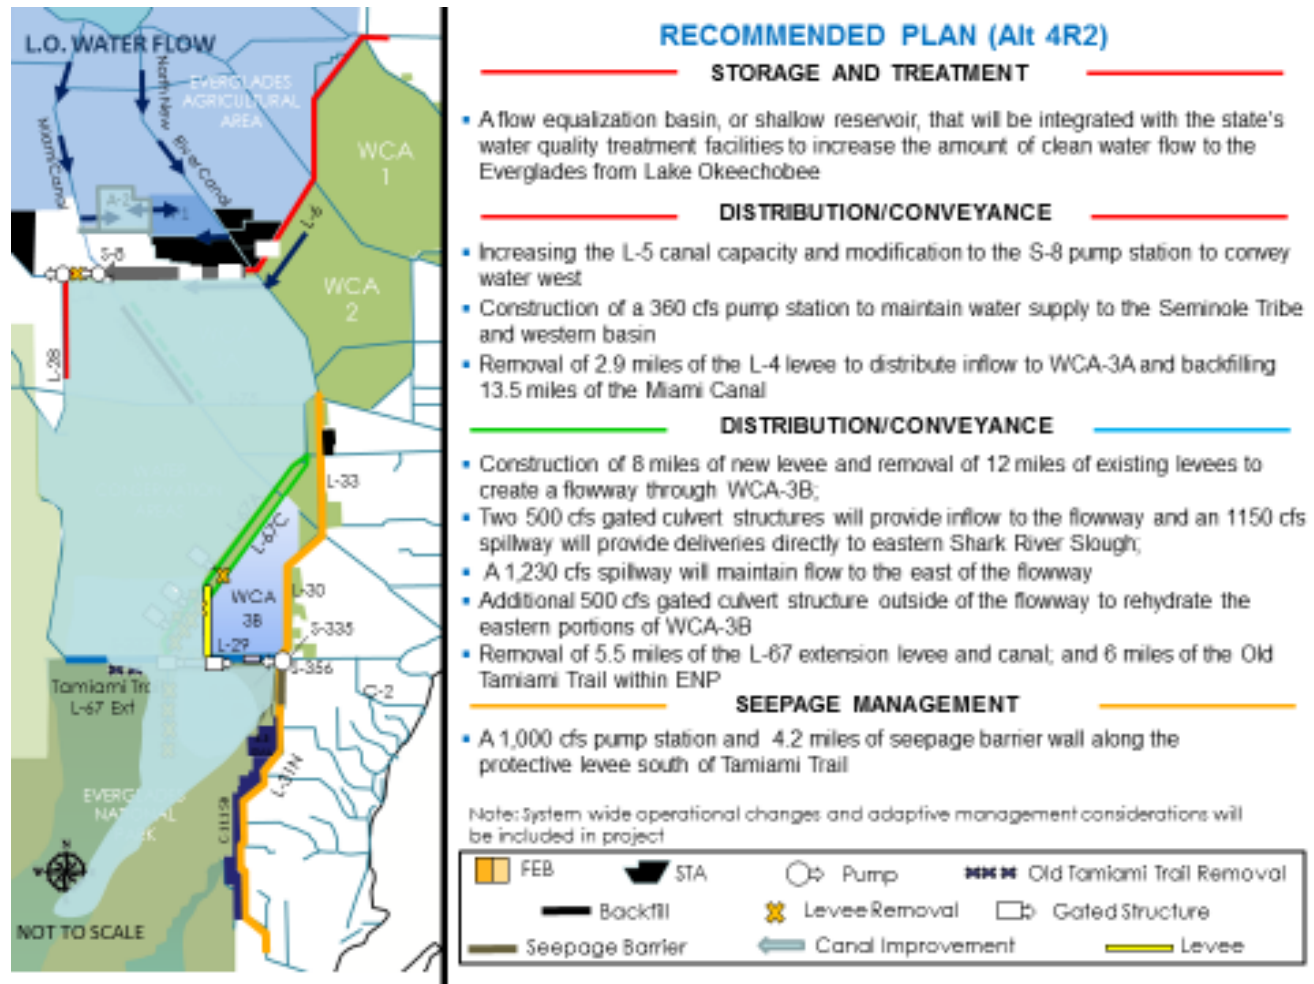 L.O. WATER FLOW
EVERGLADES
AGRICULTURAL
AREA
North New
River Canal
Miami Canal
WCA
1
A-2
S-8
L-6
WCA
2
L-28
L-33
L-67C
WCA
3B
L-30
L-29
S-335
S-356
Tamiami Tra
L-67 Ext
C-2
L-31N
NOT TO SCALE
RECOMMENDED PLAN (Alt 4R2)
STORAGE AND TREATMENT
▪ A flow equalization basin, or shallow reservoir, that will be integrated with the state's
water quality treatment facilities to increase the amount of clean water flow to the
Everglades from Lake Okeechobee
DISTRIBUTION/CONVEYANCE
▪ Increasing the L-5 canal capacity and modification to the S-8 pump station to convey
water west
▪ Construction of a 360 cfs pump station to maintain water supply to the Seminole Tribe
and western basin
▪ Removal of 2.9 miles of the L-4 levee to distribute inflow to WCA-3A and backfilling
13.5 miles of the Miami Canal
DISTRIBUTION/CONVEYANCE
▪ Construction of 8 miles of new levee and removal of 12 miles of existing levees to
create a flowway through WCA-3B;
▪ Two 500 cfs gated culvert structures will provide inflow to the flowway and an 1150 cfs
spillway will provide deliveries directly to eastern Shark River Slough;
▪ A 1,230 cfs spillway will maintain flow to the east of the flowway
▪ Additional 500 cfs gated culvert structure outside of the flowway to rehydrate the
eastern portions of WCA-3B
▪ Removal of 5.5 miles of the L-67 extension levee and canal; and 6 miles of the Old
Tamiami Trail within ENP
SEEPAGE MANAGEMENT
▪ A 1,000 cfs pump station and 4.2 miles of seepage barrier wall along the
protective levee south of Tamiami Trail
Note: System wide operational changes and adaptive management considerations will
be included in project
FEB STA Pump Old Tamiami Trail Removal
Backfill Levee Removal Gated Structure
Seepage Barrier Canal Improvement Levee